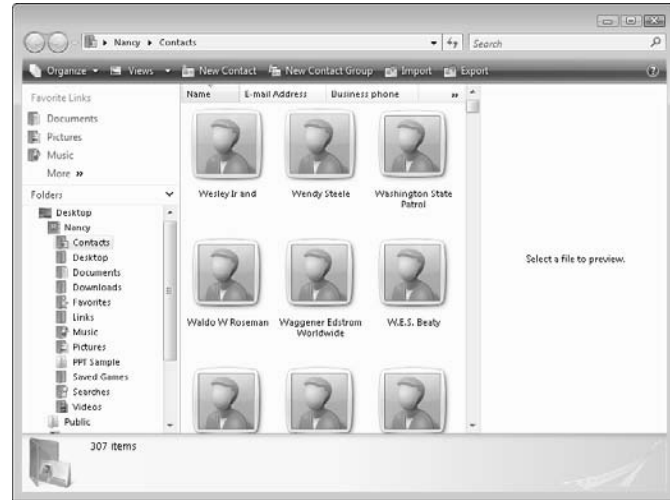 Nancy Contacts
Search
Organize Views New Contact New Contact Group Import Export
Favorite Links
Documents
Pictures
Music
More »
Folders
Desktop
Nancy
Contacts
Desktop
Documents
Downloads
Favorites
Links
Music
Pictures
PPT Sample
Saved Games
Searches
Videos
Public
Name E-mail Address Business phone »
Wesley Ir and
Wendy Steele
Washington State
Patrol
Waldo W Roseman
Waggener Edstrom
Worldwide
W.E.S. Beaty
Select a file to preview.
307 items